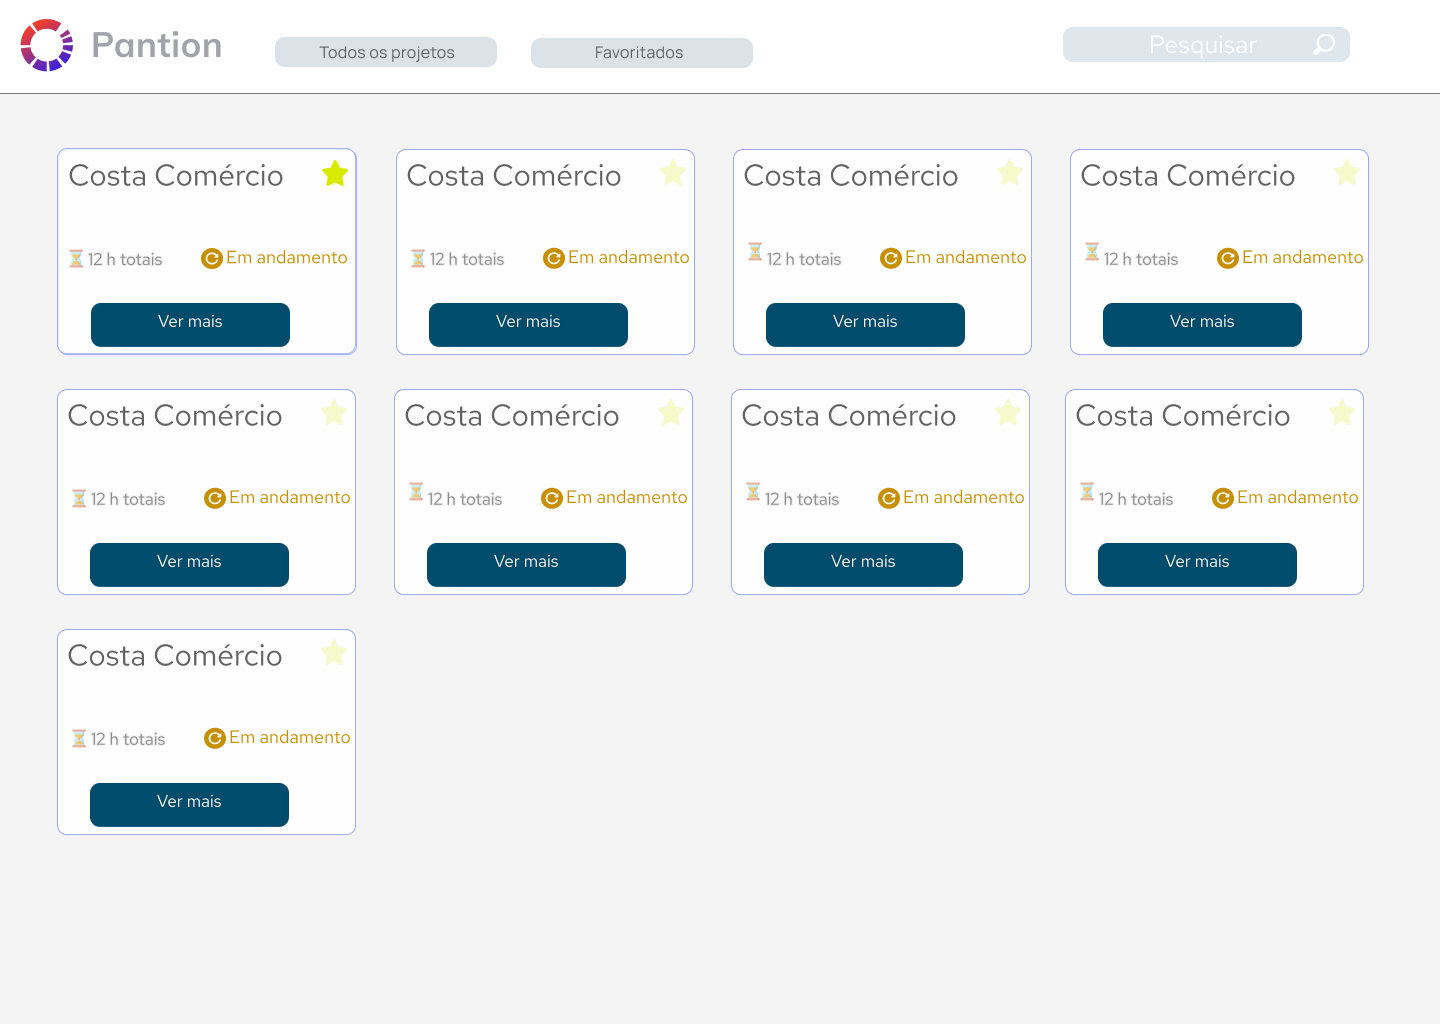 Pantion
Todos os projetos
Favoritados
Pesquisar
Costa Comércio
12 h totais
Em andamento
Ver mais
Costa Comércio
12 h totais
Em andamento
Ver mais
Costa Comércio
12 h totais
Em andamento
Ver mais
Costa Comércio
12 h totais
Em andamento
Ver mais
Costa Comércio
12 h totais
Em andamento
Ver mais
Costa Comércio
12 h totais
Em andamento
Ver mais
Costa Comércio
12 h totais
Em andamento
Ver mais
Costa Comércio
12 h totais
Em andamento
Ver mais
Costa Comércio
12 h totais
Em andamento
Ver mais